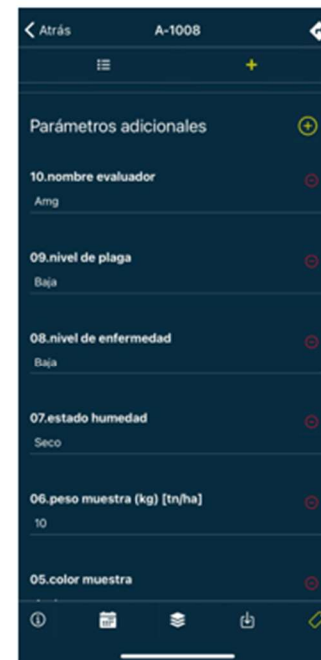 Atrás
A-1008
Parámetros adicionales
10.nombre evaluador
Amg
09.nivel de plaga
Baja
08.nivel de enfermedad
Baja
07.estado humedad
Seco
06.peso muestra (kg) [tn/ha]
10
05.color muestra